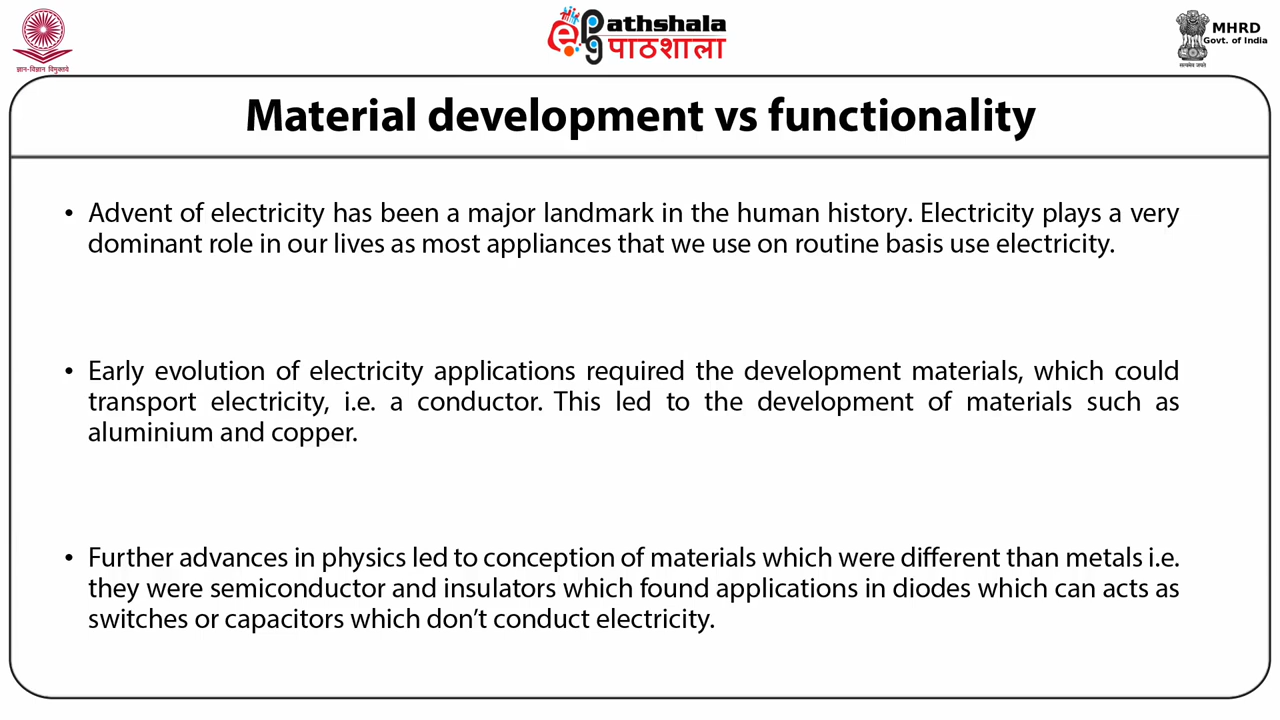 ज्ञान-विज्ञान विमुक्तये
ePathshala
पाठशाला
MHRD
Govt. of India
सत्यमेव जयते
Material development vs functionality
• Advent of electricity has been a major landmark in the human history. Electricity plays a very
dominant role in our lives as most appliances that we use on routine basis use electricity.
• Early evolution of electricity applications required the development materials, which could
transport electricity, i.e. a conductor. This led to the development of materials such as
aluminium and copper.
• Further advances in physics led to conception of materials which were different than metals i.e.
they were semiconductor and insulators which found applications in diodes which can acts as
switches or capacitors which don’t conduct electricity.